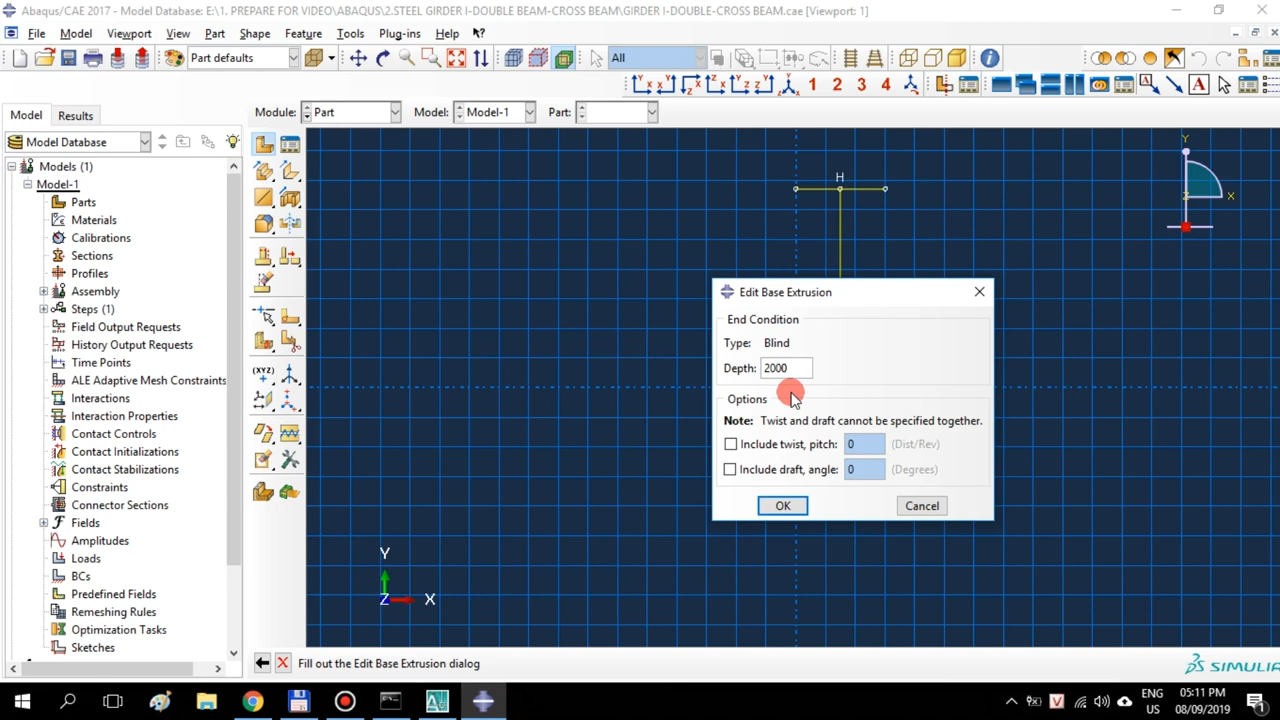 Abaqus/CAE 2017 - Model Database: E:\1. PREPARE FOR VIDEO\ABAQUS\2.STEEL GIRDER I-DOUBLE BEAM-CROSS BEAM\GIRDER I-DOUBLE-CROSS BEAM.cae [Viewport: 1]
File Model Viewport View Part Shape Feature Tools Plug-ins Help
Part defaults All
1 2 3 4 A
Model Results Module: Part Model: Model-1 Part:
Model Database
Models (1)
Model-1
Parts
Materials
Calibrations
Sections
Profiles
Assembly
Steps (1)
Field Output Requests
History Output Requests
Time Points
ALE Adaptive Mesh Constraints
Interactions
Interaction Properties
Contact Controls
Contact Initializations
Contact Stabilizations
Constraints
Connector Sections
Fields
Amplitudes
Loads
BCs
Predefined Fields
Remeshing Rules
Optimization Tasks
Sketches
(XYZ)
H
Y
Z X
Edit Base Extrusion
End Condition
Type: Blind
Depth: 2000
Options
Note: Twist and draft cannot be specified together.
Include twist, pitch: 0 (Dist/Rev)
Include draft, angle: 0 (Degrees)
OK Cancel
Y
Z X
Fill out the Edit Base Extrusion dialog
SIMULIA
ENG 05:11 PM
US 08/09/2019